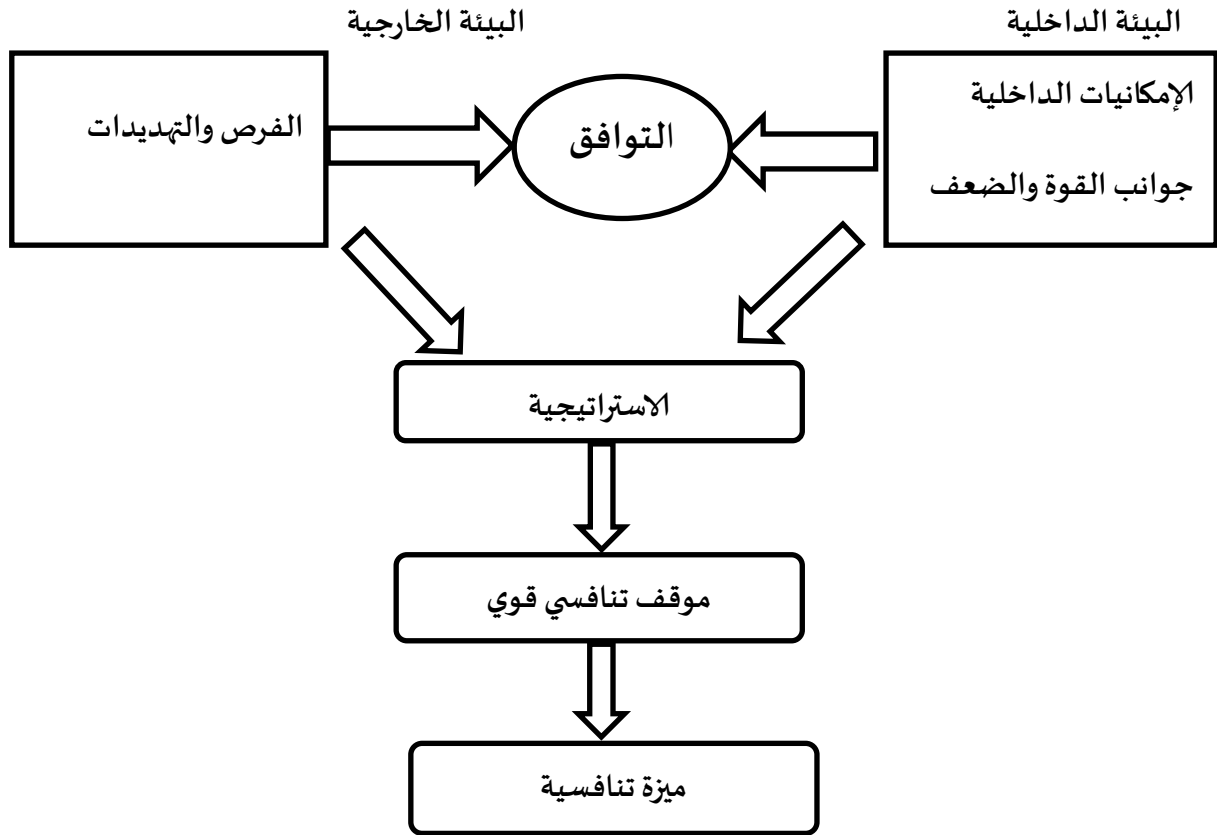 البيئة الداخلية
البيئة الخارجية
الإمكانيات الداخلية
جوانب القوة والضعف
التوافق
الفرص والتهديدات
الاستراتيجية
موقف تنافسي قوي
ميزة تنافسية